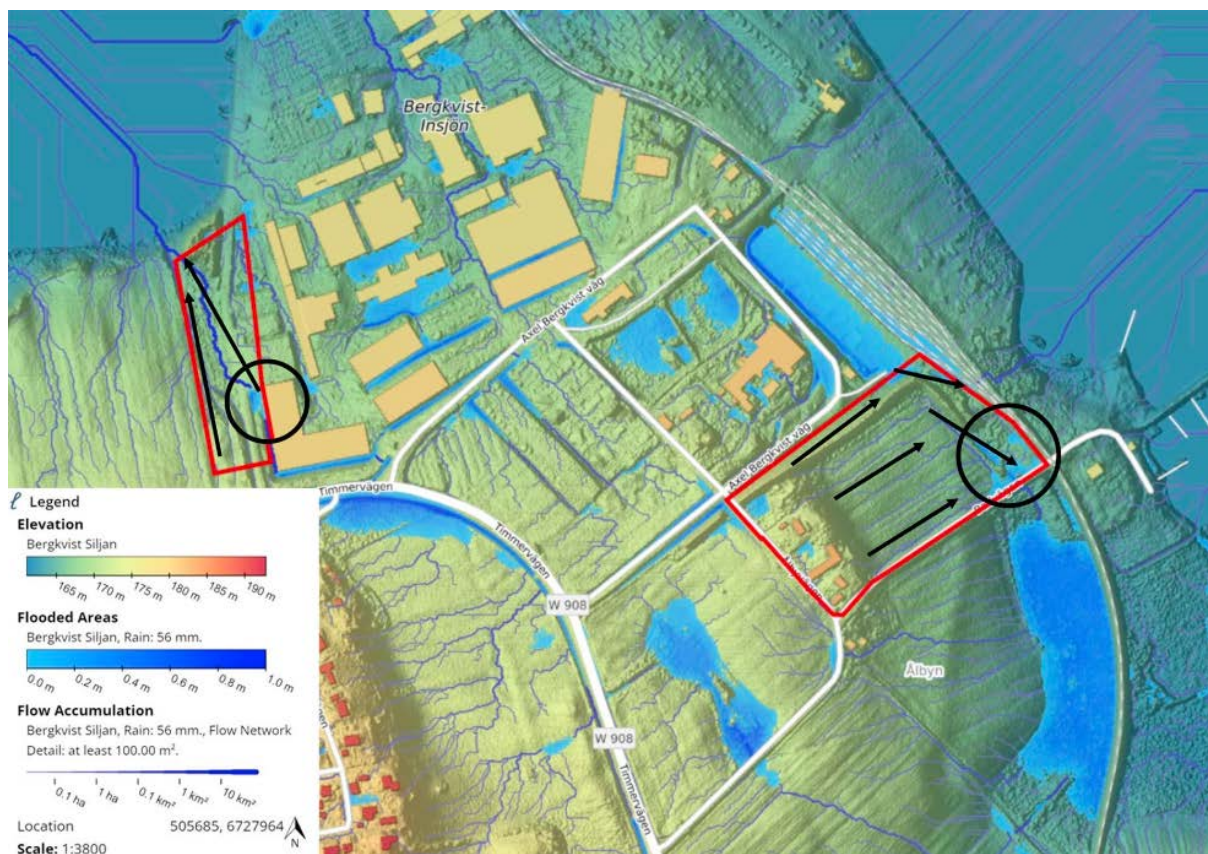 Bergkvist-
Insjön
Axel Bergkvist väg
Axel Bergkvist väg
Timmervägen
Timmervägen
W 908
Ålbyn
W 908
Timmervägen
Legend
Elevation
Bergkvist Siljan
165 m 170 m 175 m 180 m 185 m 190 m
Flooded Areas
Bergkvist Siljan, Rain: 56 mm.
0.0 m 0.2 m 0.4 m 0.6 m 0.8 m 1.0 m
Flow Accumulation
Bergkvist Siljan, Rain: 56 mm., Flow Network
Detail: at least 100.00 m².
0.1 ha 1 ha 0.1 km² 1 km² 10 km²
Location 505685, 6727964
N
Scale: 1:3800